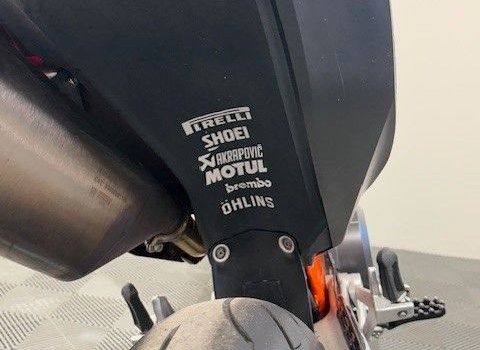 PIRELLI
SHOEI
AKRAPOVIČ
MOTUL
brembo
ÖHLINS